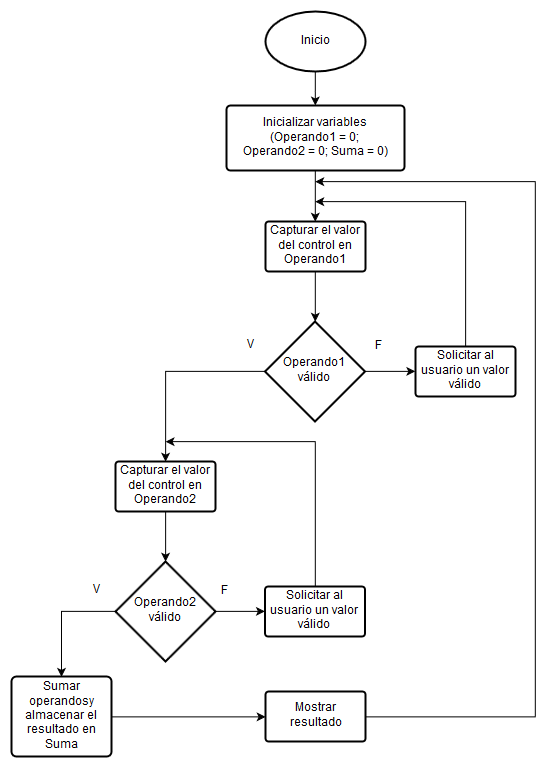 Inicio
Inicializar variables
(Operando1 = 0;
Operando2 = 0; Suma = 0)
Capturar el valor
del control en
Operando1
V
F
Operando1
válido
Solicitar al
usuario un valor
válido
Capturar el valor
del control en
Operando2
V
F
Operando2
válido
Solicitar al
usuario un valor
válido
Sumar
operandosy
almacenar el
resultado en
Suma
Mostrar
resultado